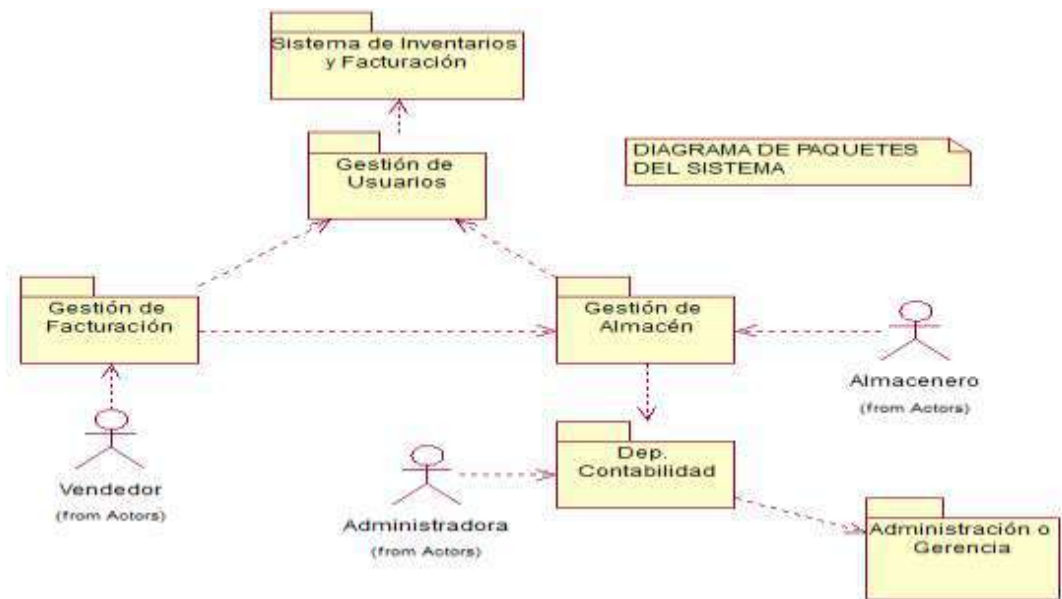 Sistema de Inventarios
y Facturación
Gestión de
Usuarios
DIAGRAMA DE PAQUETES
DEL SISTEMA
Gestión de
Facturación
Gestión de
Almacén
Almacenero
(from Actors)
Vendedor
(from Actors)
Dep.
Contabilidad
Administradora
(from Actors)
Administración o
Gerencia